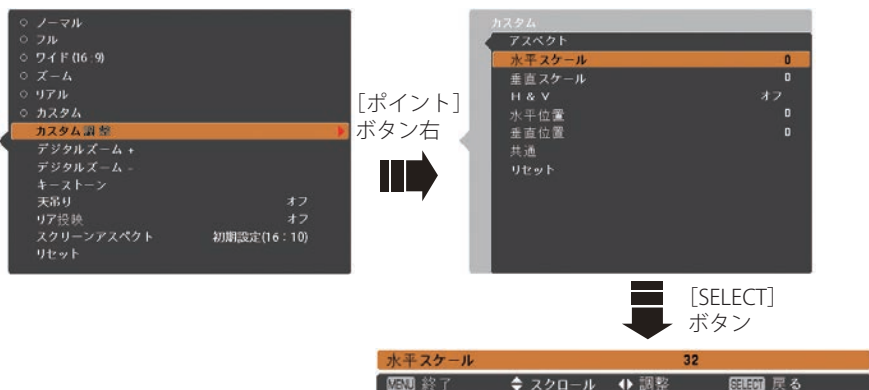 ノーマル
フル
ワイド(16:9)
ズーム
リアル
カスタム
カスタム調整
デジタルズーム +
デジタルズーム -
キーストーン
天吊り オフ
リア投映 オフ
スクリーンアスペクト 初期設定(16:10)
リセット
[ポイント]
ボタン右
カスタム
アスペクト
水平スケール 0
垂直スケール 0
H & V オフ
水平位置 0
垂直位置 0
共通
リセット
[SELECT]
ボタン
水平スケール 32
MENU 終了 スクロール 調整 SELECT 戻る